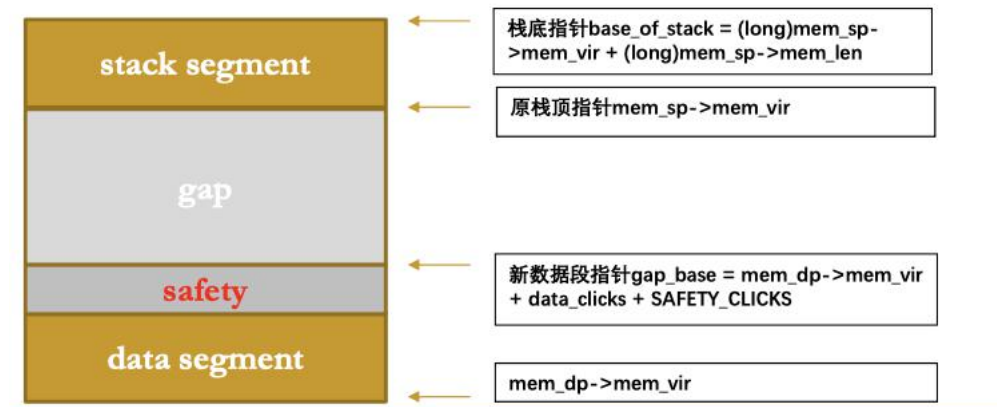 stack segment
栈底指针base_of_stack = (long)mem_sp-
>mem_vir + (long)mem_sp->mem_len
原栈顶指针mem_sp->mem_vir
gap
safety
新数据段指针gap_base = mem_dp->mem_vir
+ data_clicks + SAFETY_CLICKS
data segment
mem_dp->mem_vir